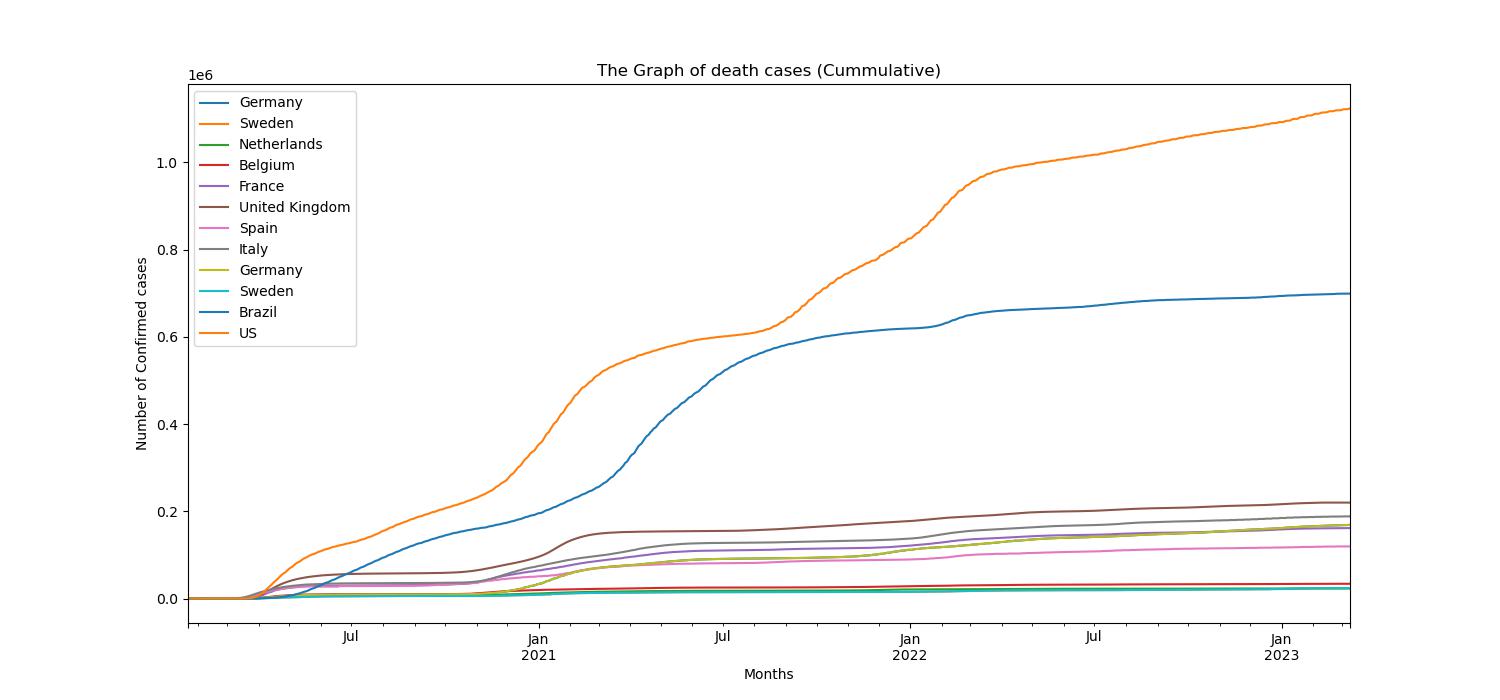 The Graph of death cases (Cummulative)
1e6
Germany
Sweden
Netherlands
Belgium
France
United Kingdom
Spain
Italy
Germany
Sweden
Brazil
US
Number of Confirmed cases
1.0
0.8
0.6
0.4
0.2
0.0
Jul
Jan
2021
Jul
Jan
2022
Jul
Jan
2023
Months